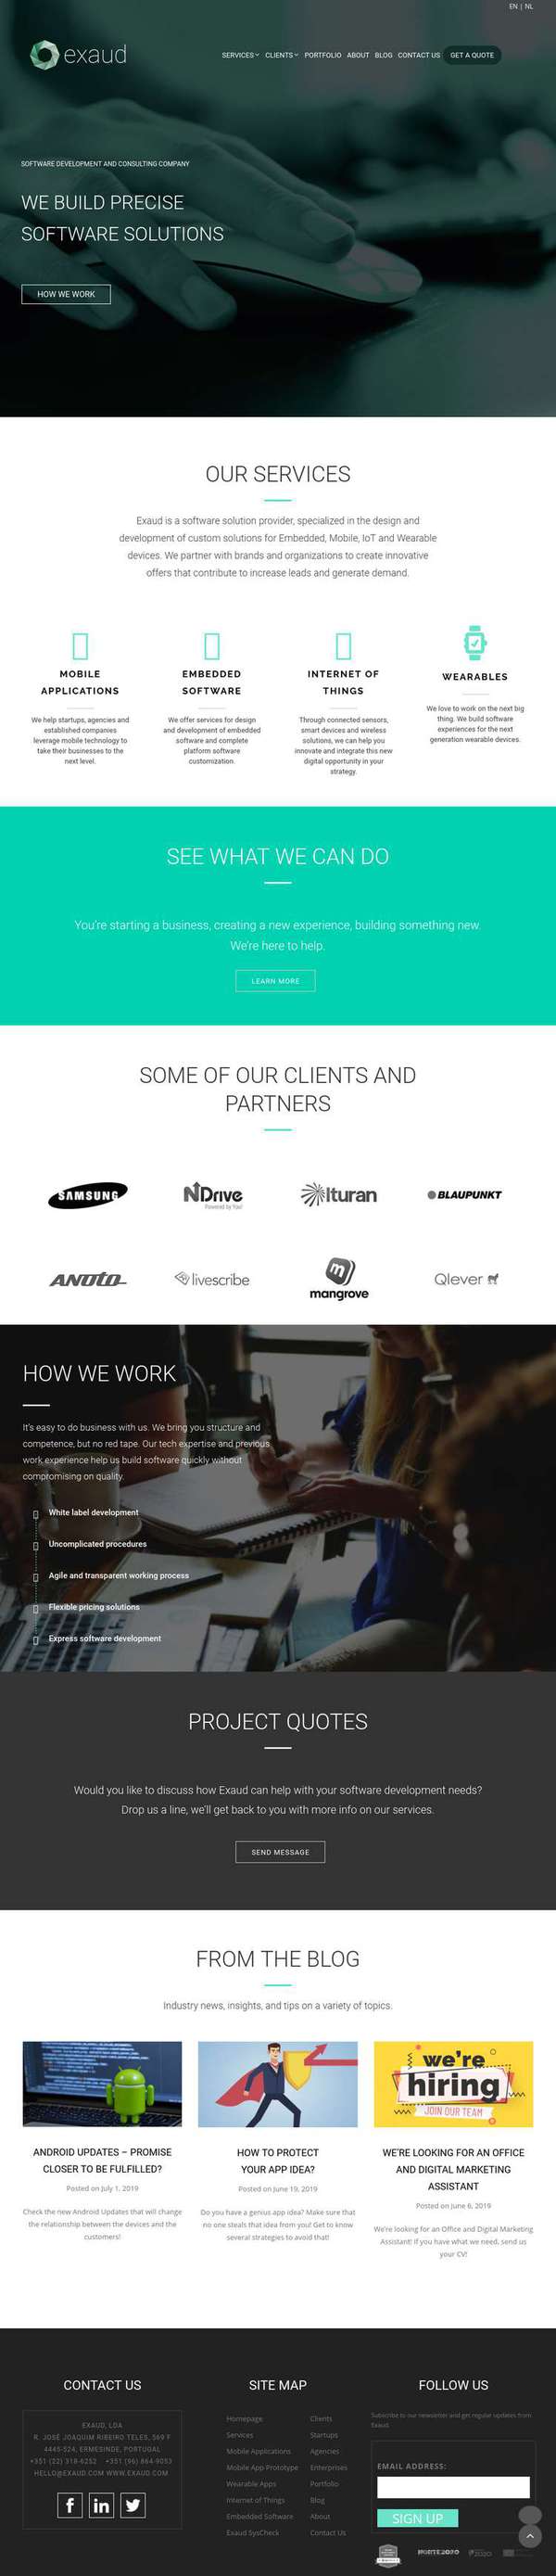 EN | NL
exaud
SERVICES CLIENTS PORTFOLIO ABOUT BLOG CONTACT US GET A QUOTE
SOFTWARE DEVELOPMENT AND CONSULTING COMPANY
WE BUILD PRECISE
SOFTWARE SOLUTIONS
HOW WE WORK
OUR SERVICES
Exaud is a software solution provider, specialized in the design and
development of custom solutions for Embedded, Mobile, IoT and Wearable
devices. We partner with brands and organizations to create innovative
offers that contribute to increase leads and generate demand.
MOBILE
APPLICATIONS
We help startups, agencies and
established companies
leverage mobile technology to
take their businesses to the
next level.
EMBEDDED
SOFTWARE
We offer services for design
and development of embedded
software and complete
platform software
customization.
INTERNET OF
THINGS
Through connected sensors,
smart devices and wireless
solutions, we can help you
innovate and integrate this new
digital opportunity in your
strategy.
WEARABLES
We love to work on the next big
thing. We build software
experiences for the next
generation wearable devices.
SEE WHAT WE CAN DO
You're starting a business, creating a new experience, building something new.
We're here to help.
LEARN MORE
SOME OF OUR CLIENTS AND
PARTNERS
SAMSUNG
NDrive
Powered by You!
Ituran
BLAUPUNKT
ANOTO
livescribe
mangrove
Qlever
HOW WE WORK
It's easy to do business with us. We bring you structure and
competence, but no red tape. Our tech expertise and previous
work experience help us build software quickly without
compromising on quality.
White label development
Uncomplicated procedures
Agile and transparent working process
Flexible pricing solutions
Express software development
PROJECT QUOTES
Would you like to discuss how Exaud can help with your software development needs?
Drop us a line, we'll get back to you with more info on our services.
SEND MESSAGE
FROM THE BLOG
Industry news, insights, and tips on a variety of topics.
ANDROID UPDATES – PROMISE
CLOSER TO BE FULFILLED?
Posted on July 1, 2019
Check the new Android Updates that will change
the relationship between the devices and the
customers!
HOW TO PROTECT
YOUR APP IDEA?
Posted on June 19, 2019
Do you have a genius app idea? Make sure that
no one steals that idea from you! Get to know
several strategies to avoid that!
we're
hiring
JOIN OUR TEAM
WE'RE LOOKING FOR AN OFFICE
AND DIGITAL MARKETING
ASSISTANT
Posted on June 6, 2019
We're looking for an Office and Digital Marketing
Assistant! If you have what we need, send us
your CV!
CONTACT US
EXAUD, LDA
R. JOSÉ JOAQUIM RIBEIRO TELES, 569 F
4445-524, ERMESINDE, PORTUGAL
+351 (22) 319-6252 +351 (96) 864-9053
HELLO@EXAUD.COM WWW.EXAUD.COM
SITE MAP
Homepage
Services
Mobile Applications
Mobile App Prototype
Wearable Apps
Internet of Things
Embedded Software
Exaud SysCheck
Clients
Startups
Agencies
Enterprises
Portfolio
Blog
About
Contact Us
FOLLOW US
Subscribe to our newsletter and get regular updates from
Exaud.
EMAIL ADDRESS:
SIGN UP
NORTE2020